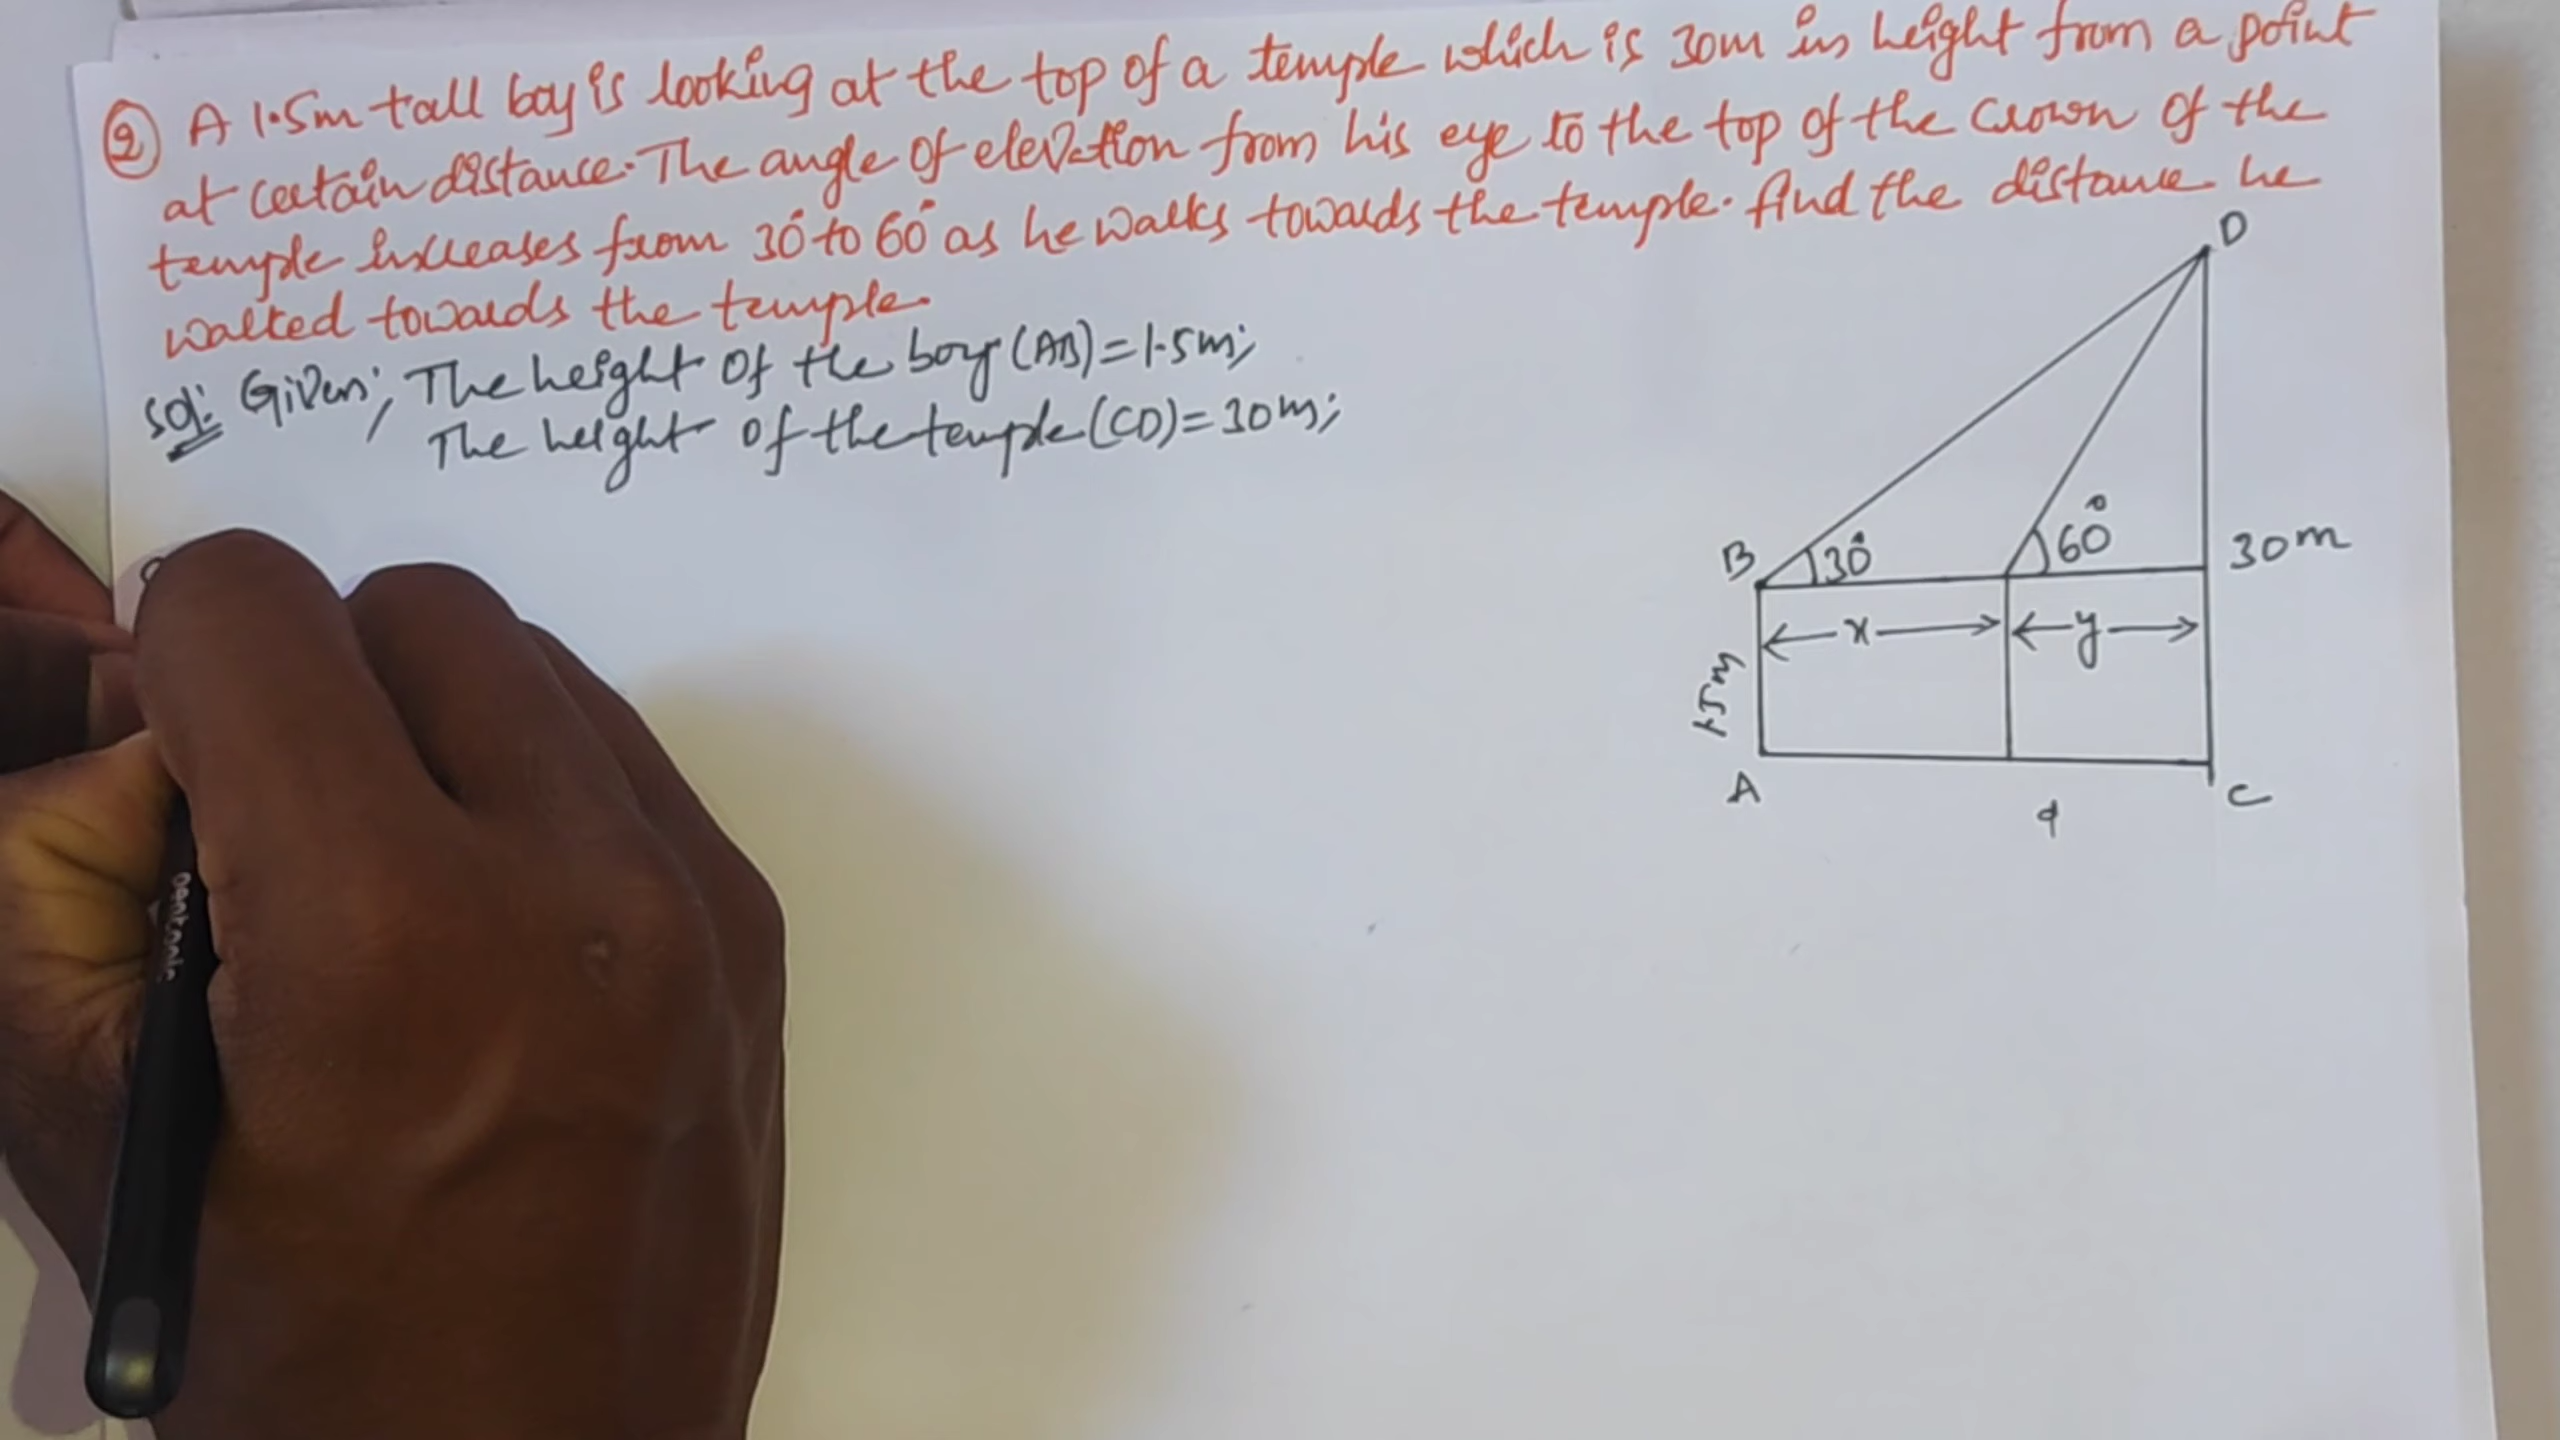 ② A 1.5m tall boy is looking at the top of a temple which is 30m in height from a point
at certain distance. The angle of elevation from his eye to the top of the crown of the
temple increases from 30° to 60° as he walks towards the temple. find the distance he
walked towards the temple.
Sol: Given; The height of the boy (AB) = 1.5m;
The height of the temple (CD) = 30m;
D
B 30° 60° 30m
x y
1.5m
A d C
pentonic